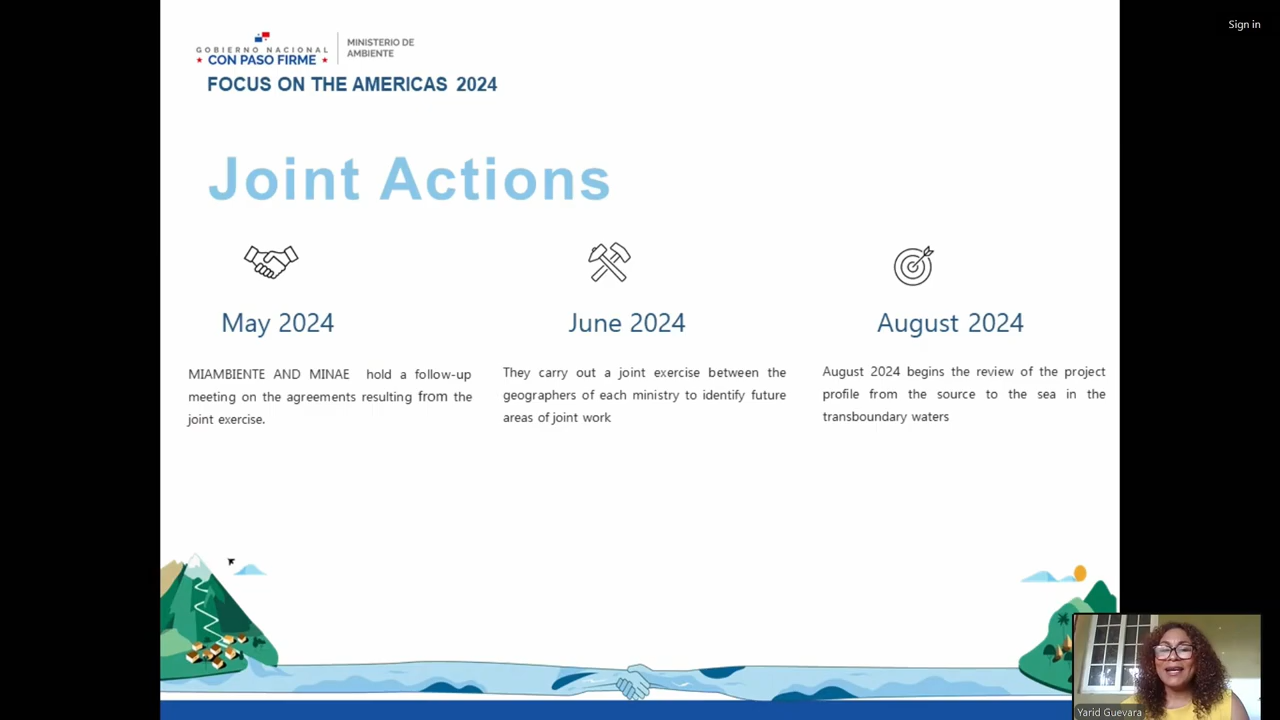 Sign in
GOBIERNO NACIONAL
CON PASO FIRME
MINISTERIO DE
AMBIENTE
FOCUS ON THE AMERICAS 2024
Joint Actions
May 2024
MIAMBIENTE AND MINAE hold a follow-up
meeting on the agreements resulting from the
joint exercise.
June 2024
They carry out a joint exercise between the
geographers of each ministry to identify future
areas of joint work
August 2024
August 2024 begins the review of the project
profile from the source to the sea in the
transboundary waters
Yarid Guevara